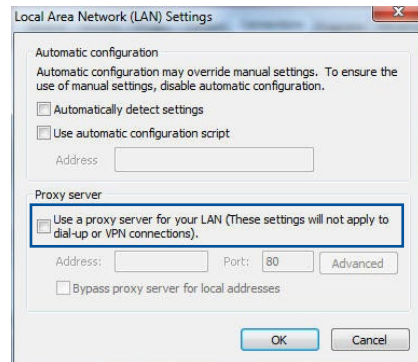 Local Area Network (LAN) Settings
Automatic configuration
Automatic configuration may override manual settings. To ensure the
use of manual settings, disable automatic configuration.
Automatically detect settings
Use automatic configuration script
Address
Proxy server
Use a proxy server for your LAN (These settings will not apply to
dial-up or VPN connections).
Address: Port: 80 Advanced
Bypass proxy server for local addresses
OK Cancel